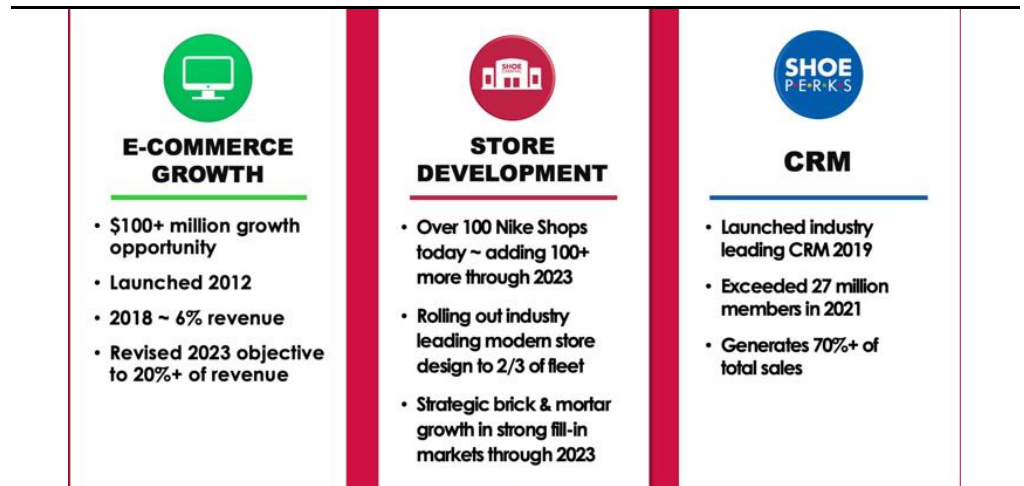 E-COMMERCE
GROWTH
• $100+ million growth
opportunity
• Launched 2012
• 2018 ~ 6% revenue
• Revised 2023 objective
to 20%+ of revenue
SHOE
CARNIVAL
STORE
DEVELOPMENT
• Over 100 Nike Shops
today ~ adding 100+
more through 2023
• Rolling out industry
leading modern store
design to 2/3 of fleet
• Strategic brick & mortar
growth in strong fill-in
markets through 2023
SHOE
P•E•R•K•S
CRM
• Launched industry
leading CRM 2019
• Exceeded 27 million
members in 2021
• Generates 70%+ of
total sales